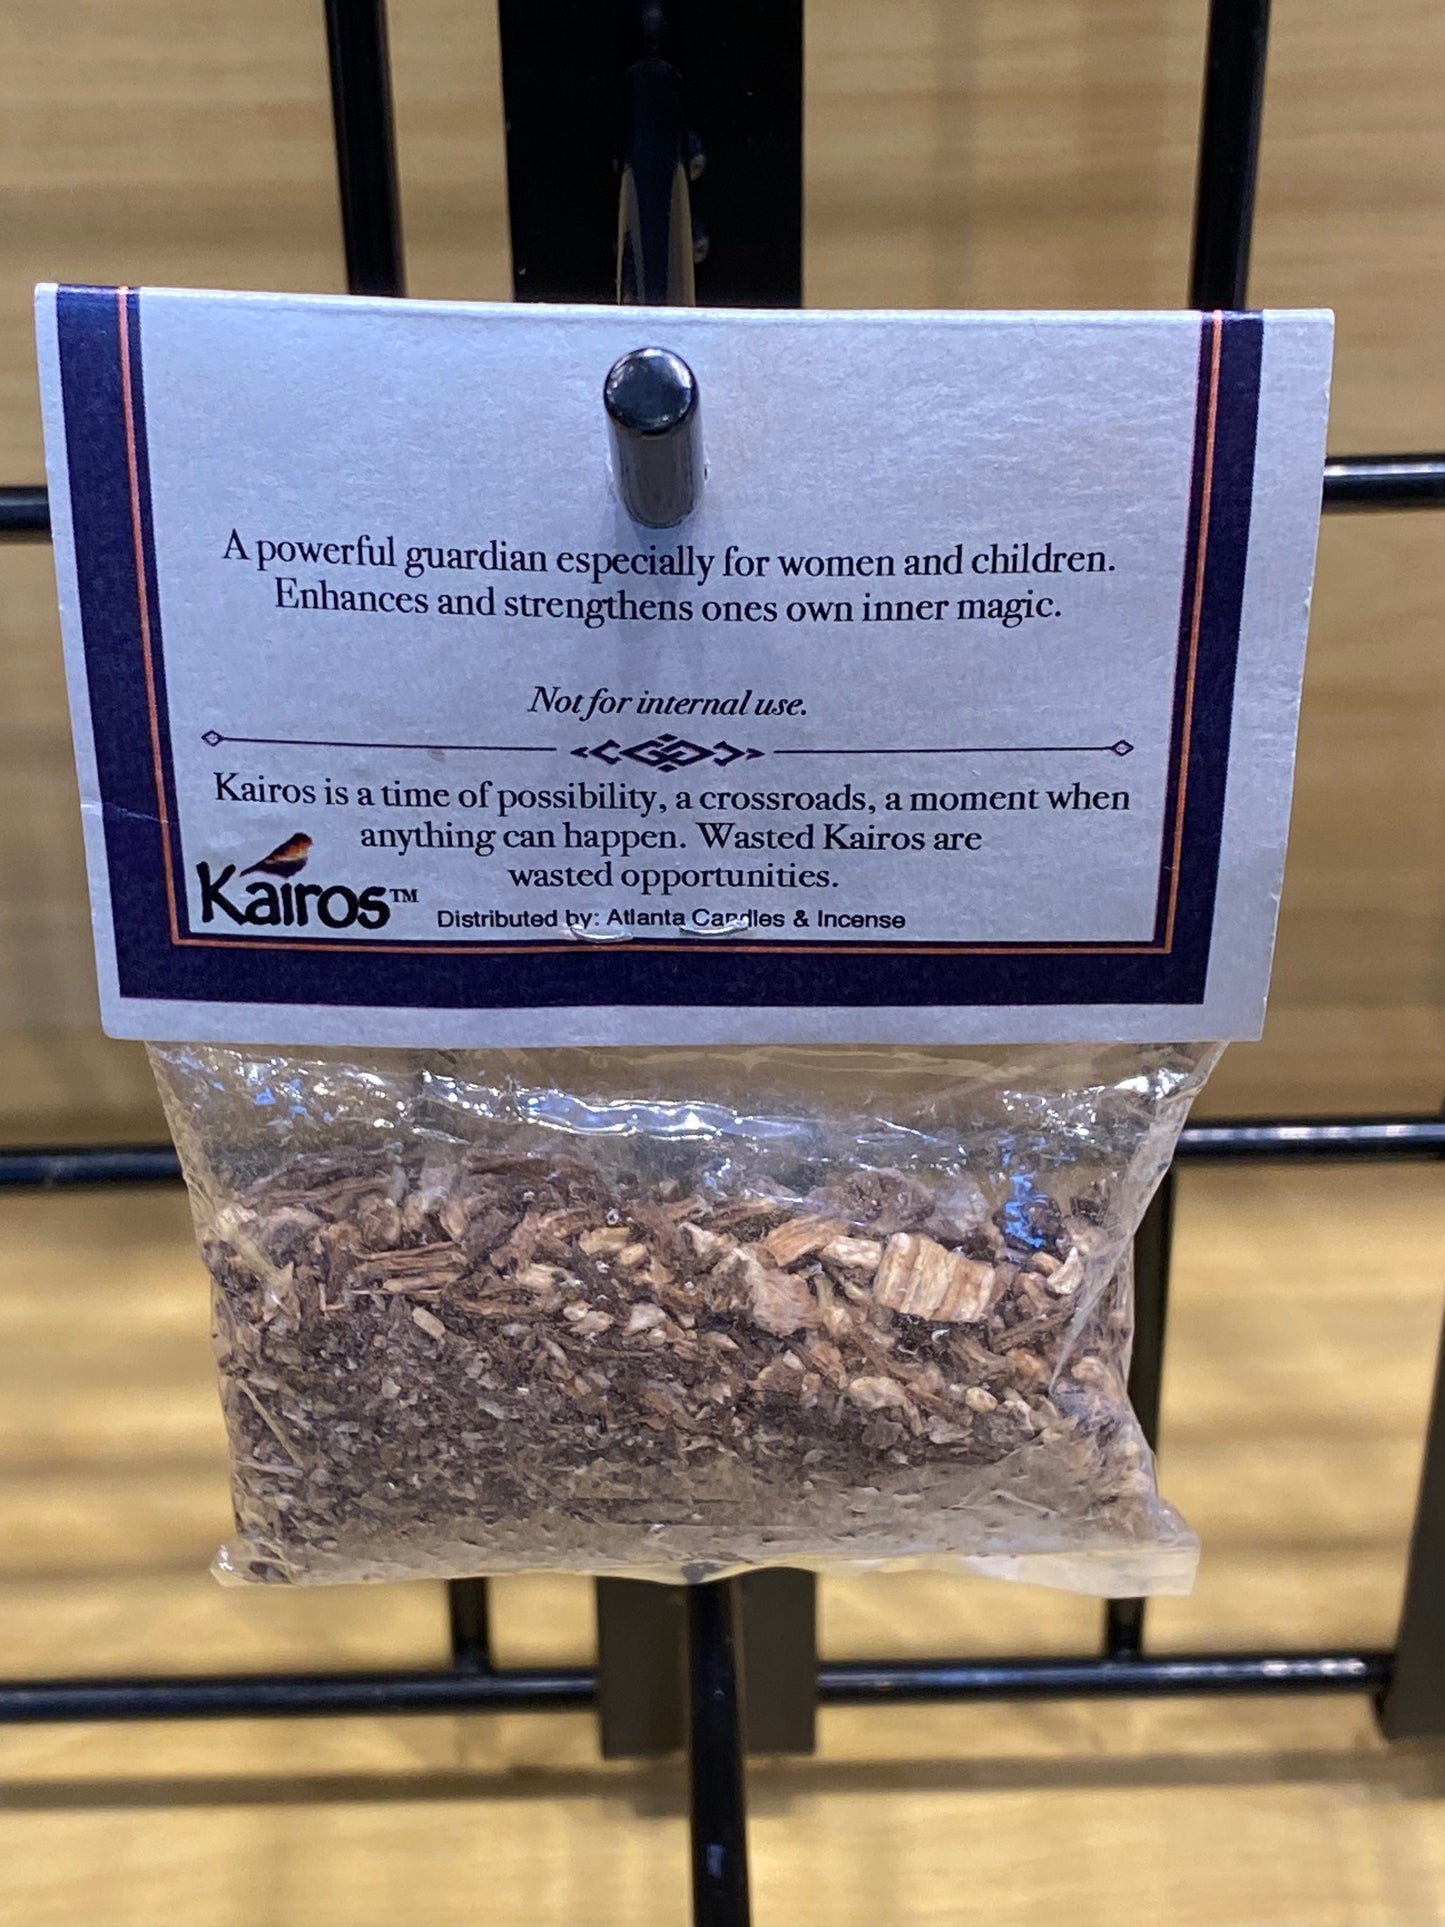 A powerful guardian especially for women and children.
Enhances and strengthens ones own inner magic.
Not for internal use.
Kairos is a time of possibility, a crossroads, a moment when
anything can happen. Wasted Kairos are
wasted opportunities.
Kairos™
Distributed by: Atlanta Candles & Incense